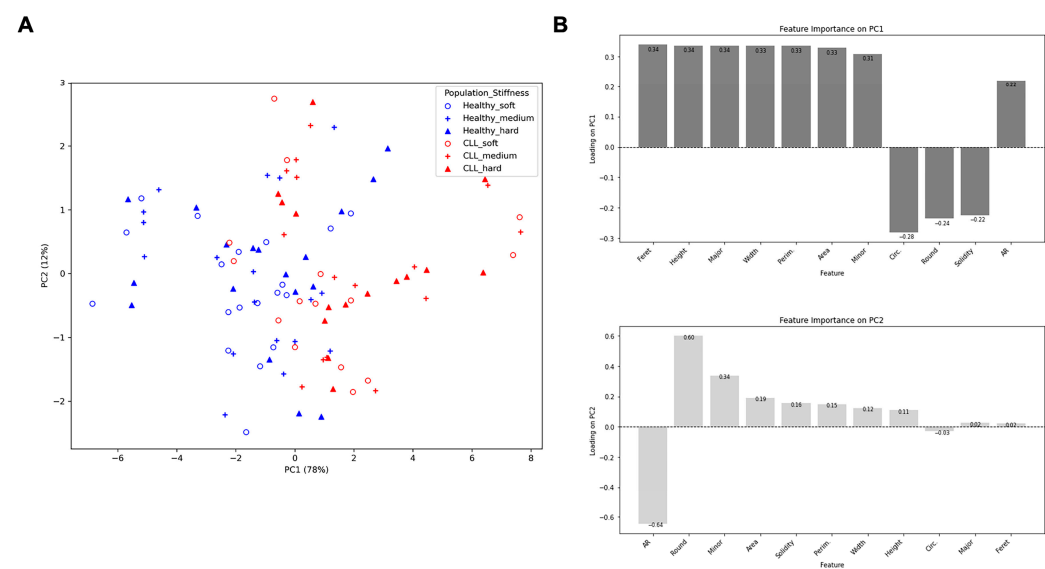 A
B
3
2
1
0
−1
−2
−6
−4
−2
0
2
4
6
8
PC2 (12%)
PC1 (78%)
Population_Stiffness
Healthy_soft
Healthy_medium
Healthy_hard
CLL_soft
CLL_medium
CLL_hard
Feature Importance on PC1
0.3
0.2
0.1
0.0
−0.1
−0.2
−0.3
Loading on PC1
0.34
0.34
0.34
0.33
0.33
0.33
0.31
−0.28
−0.24
−0.22
0.22
Feret
Height
Major
Width
Perim.
Area
Minor
Circ.
Round
Solidity
AR
Feature
Feature Importance on PC2
0.6
0.4
0.2
0.0
−0.2
−0.4
−0.6
Loading on PC2
−0.64
0.60
0.34
0.19
0.16
0.15
0.12
0.11
−0.03
0.02
0.02
AR
Round
Minor
Area
Solidity
Perim.
Width
Height
Circ.
Major
Feret
Feature